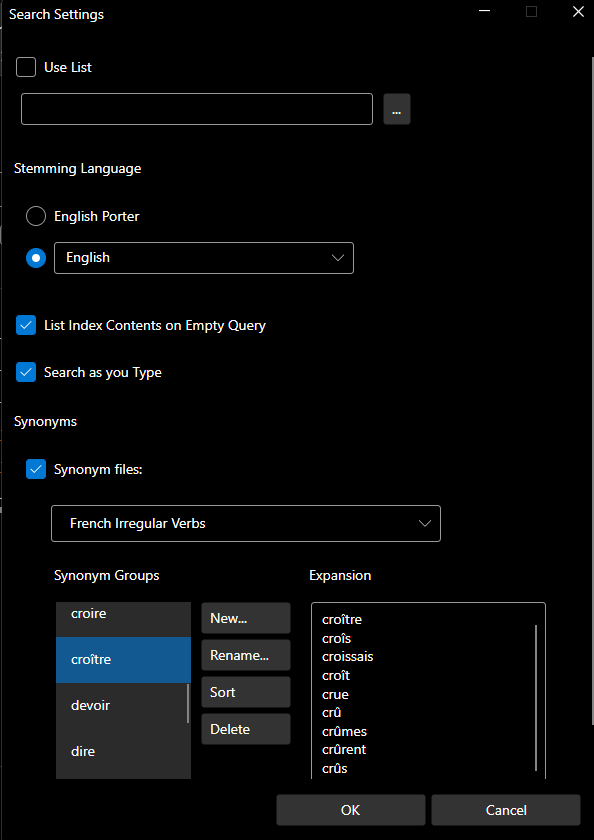 Search Settings
Use List
...
Stemming Language
English Porter
English
List Index Contents on Empty Query
Search as you Type
Synonyms
Synonym files:
French Irregular Verbs
Synonym Groups
Expansion
croire
croître
devoir
dire
New...
Rename...
Sort
Delete
croître
croîs
croissais
croît
crue
crû
crûmes
crûrent
crûs
OK
Cancel